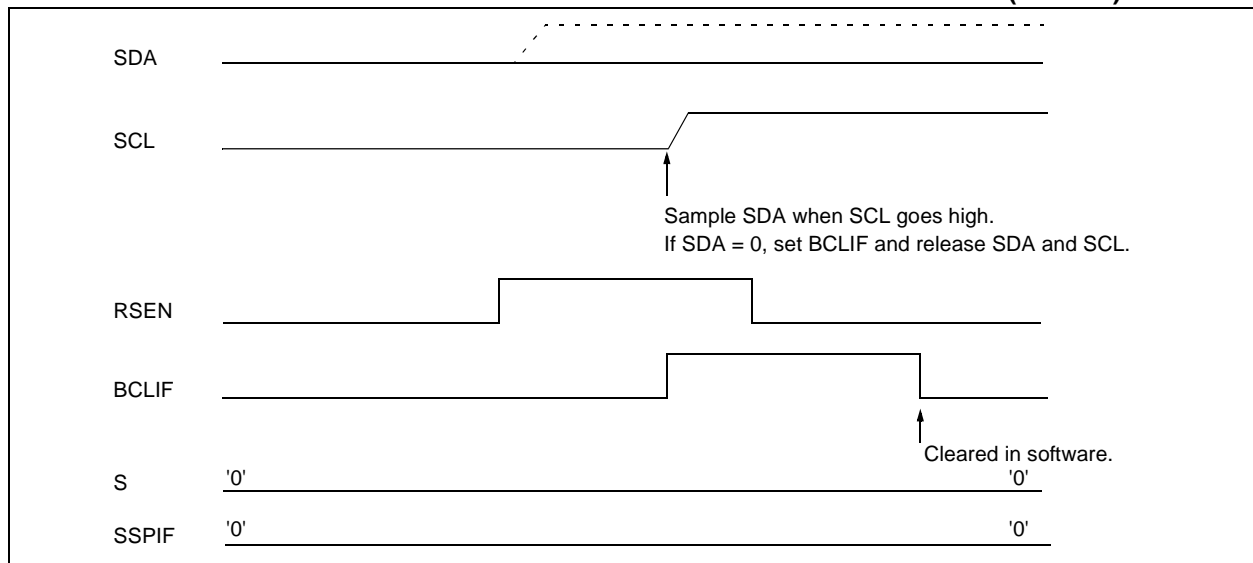 SDA
SCL
Sample SDA when SCL goes high.
If SDA = 0, set BCLIF and release SDA and SCL.
RSEN
BCLIF
Cleared in software.
S '0' '0'
SSPIF '0' '0'